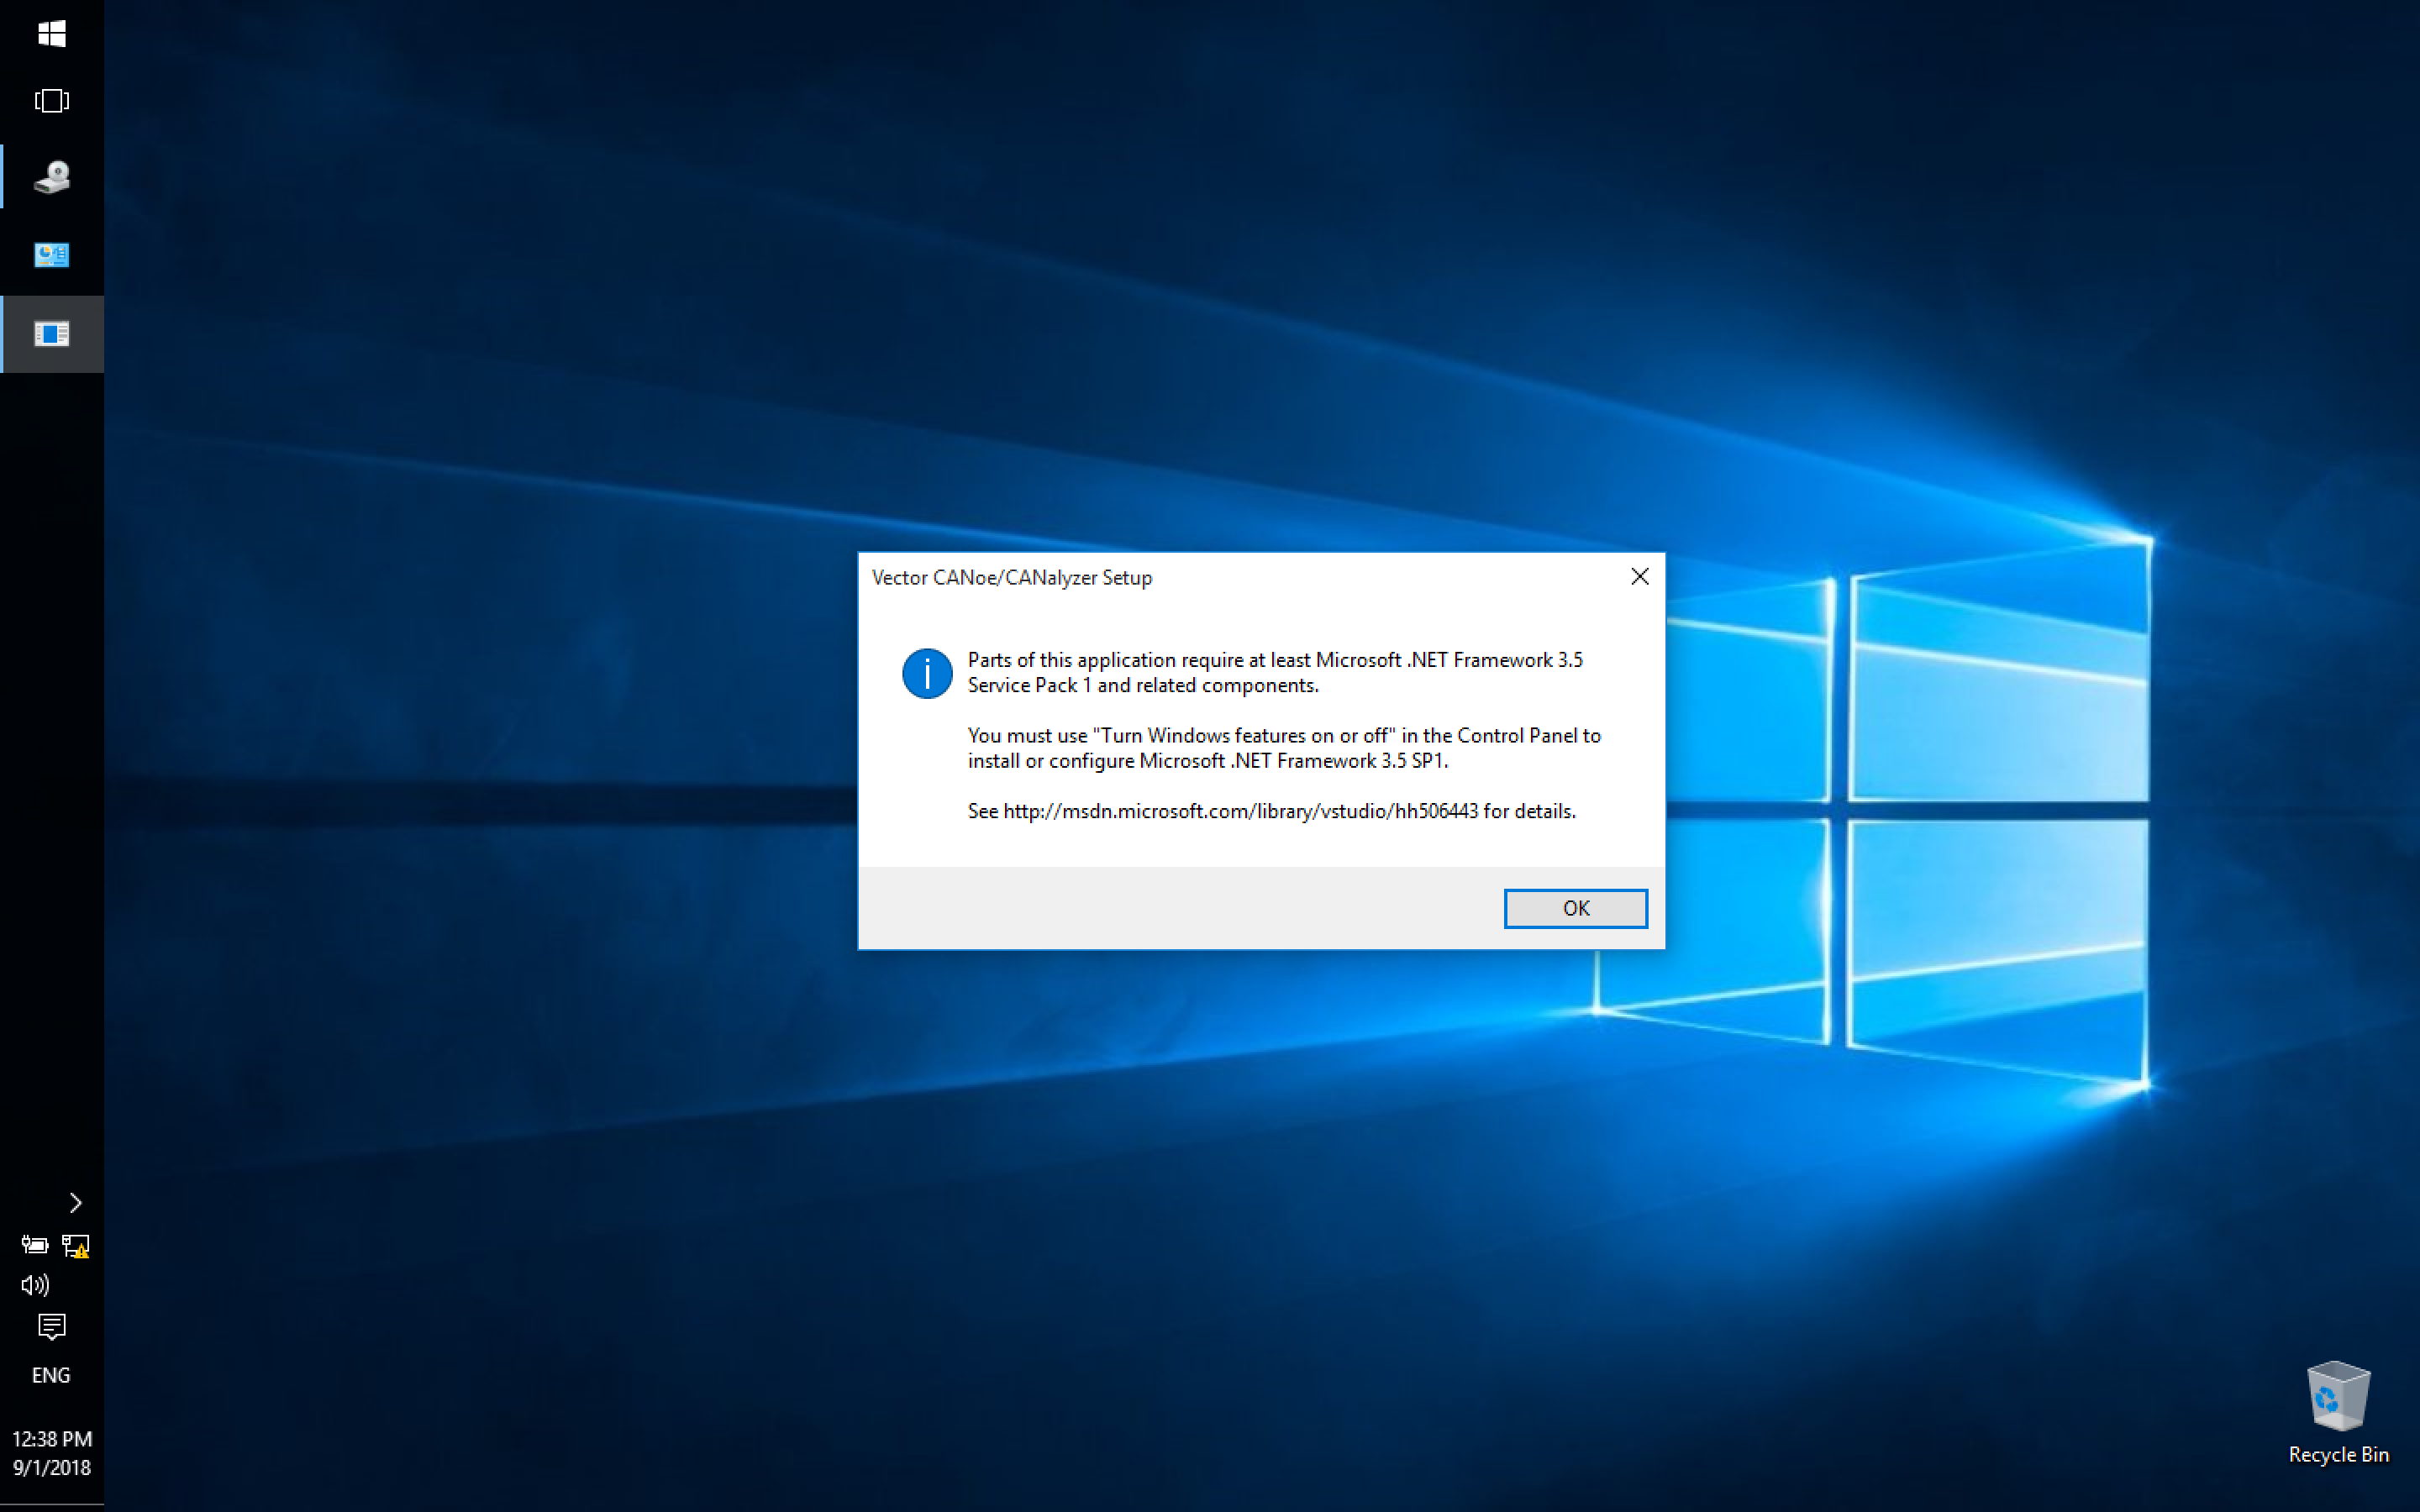 Vector CANoe/CANalyzer Setup
Parts of this application require at least Microsoft .NET Framework 3.5
Service Pack 1 and related components.
You must use "Turn Windows features on or off" in the Control Panel to
install or configure Microsoft .NET Framework 3.5 SP1.
See http://msdn.microsoft.com/library/vstudio/hh506443 for details.
OK
ENG
12:38 PM
9/1/2018
Recycle Bin